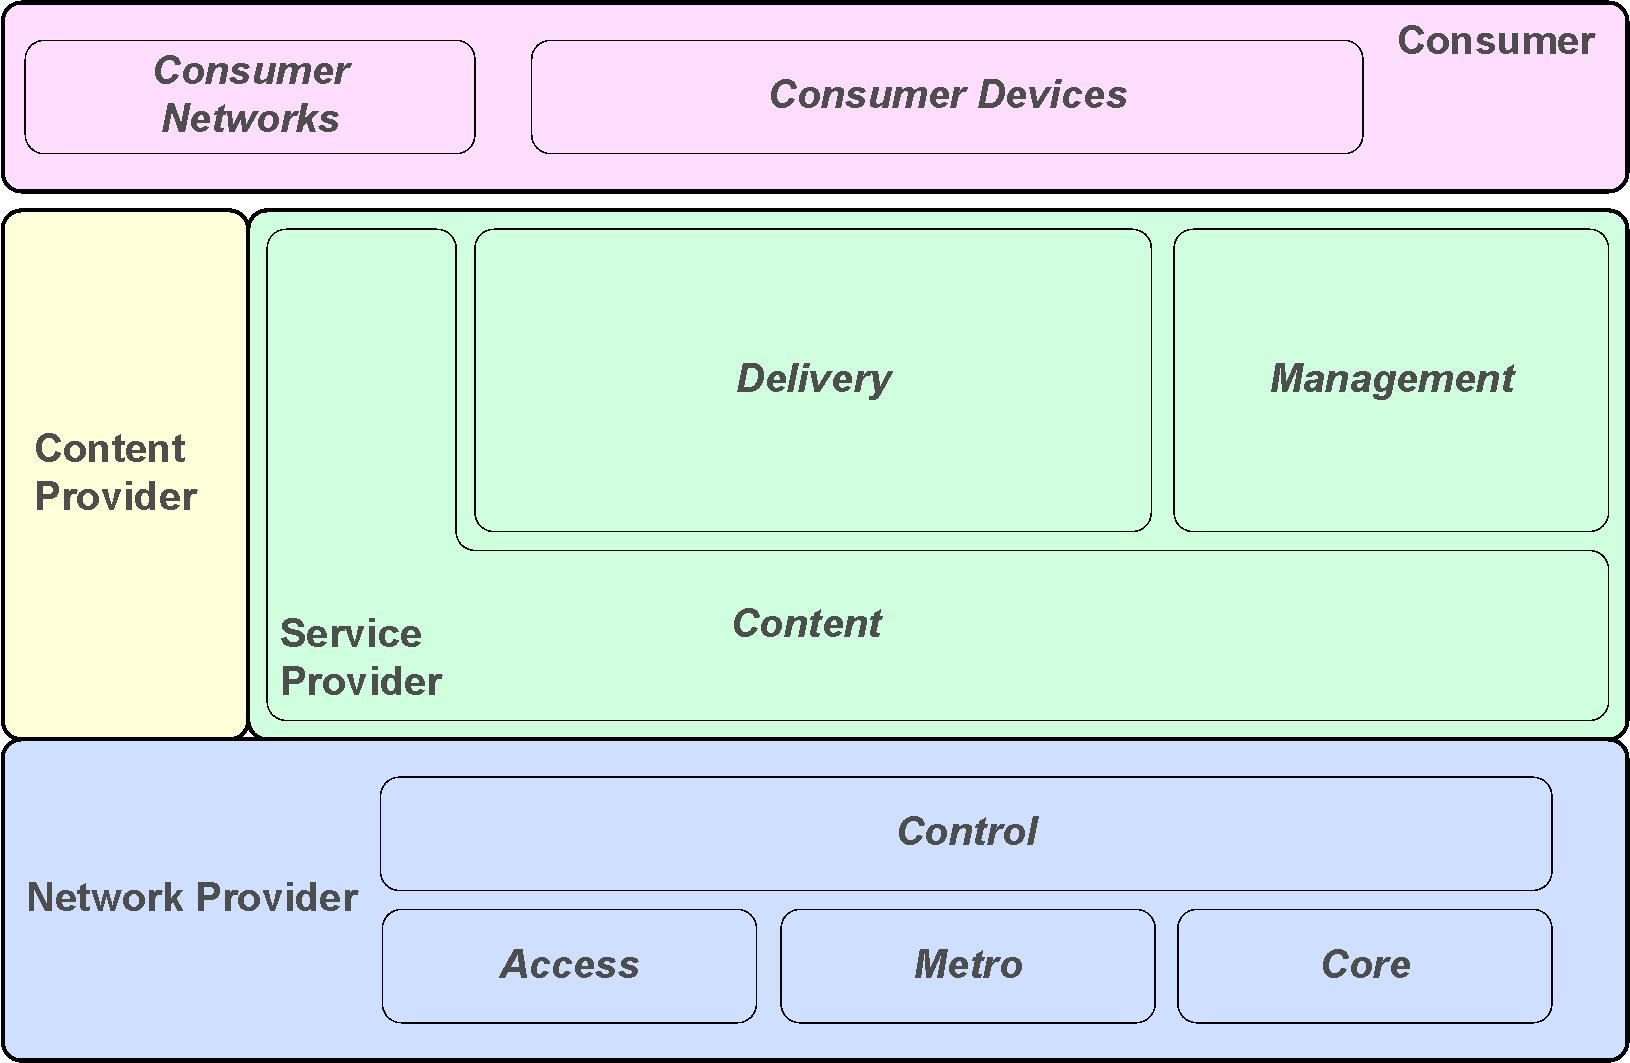 Consumer
Consumer
Networks
Consumer Devices
Content
Provider
Service
Provider
Delivery
Management
Content
Network Provider
Control
Access
Metro
Core